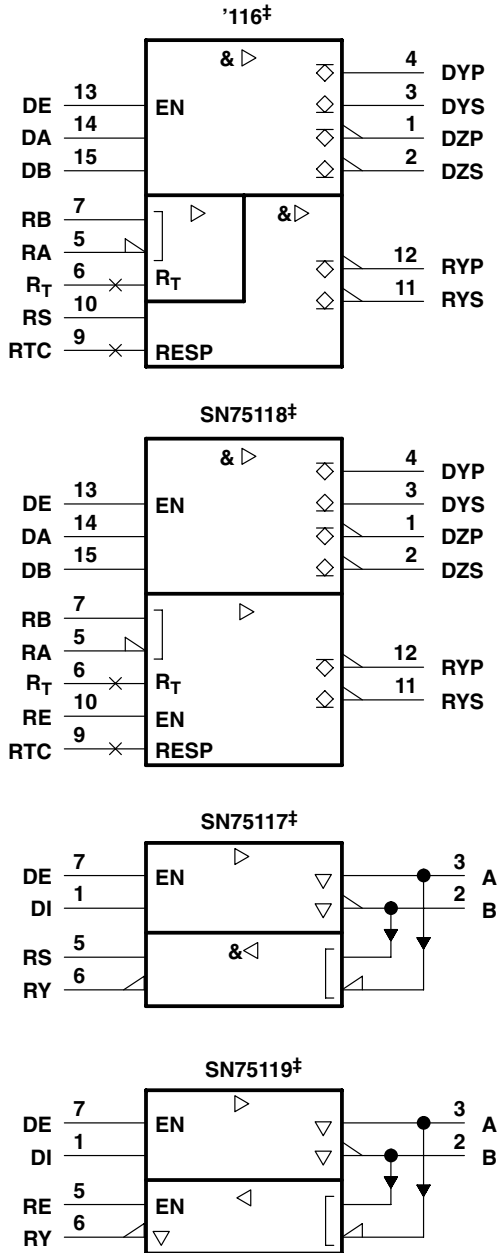 '116‡
& ▷
4 DYP
DE 13 EN 3 DYS
DA 14 1 DZP
DB 15 2 DZS
RB 7 ▷ &▷
RA 5 12 RYP
RT 6 RT 11 RYS
RS 10
RTC 9 RESP
SN75118‡
& ▷
4 DYP
DE 13 EN 3 DYS
DA 14 1 DZP
DB 15 2 DZS
RB 7 ▷
RA 5 12 RYP
RT 6 RT 11 RYS
RE 10 EN
RTC 9 RESP
SN75117‡
DE 7 EN ▷ 3 A
DI 1 2 B
RS 5 &◁
RY 6
SN75119‡
DE 7 EN ▷ 3 A
DI 1 2 B
RE 5 EN ◁
RY 6